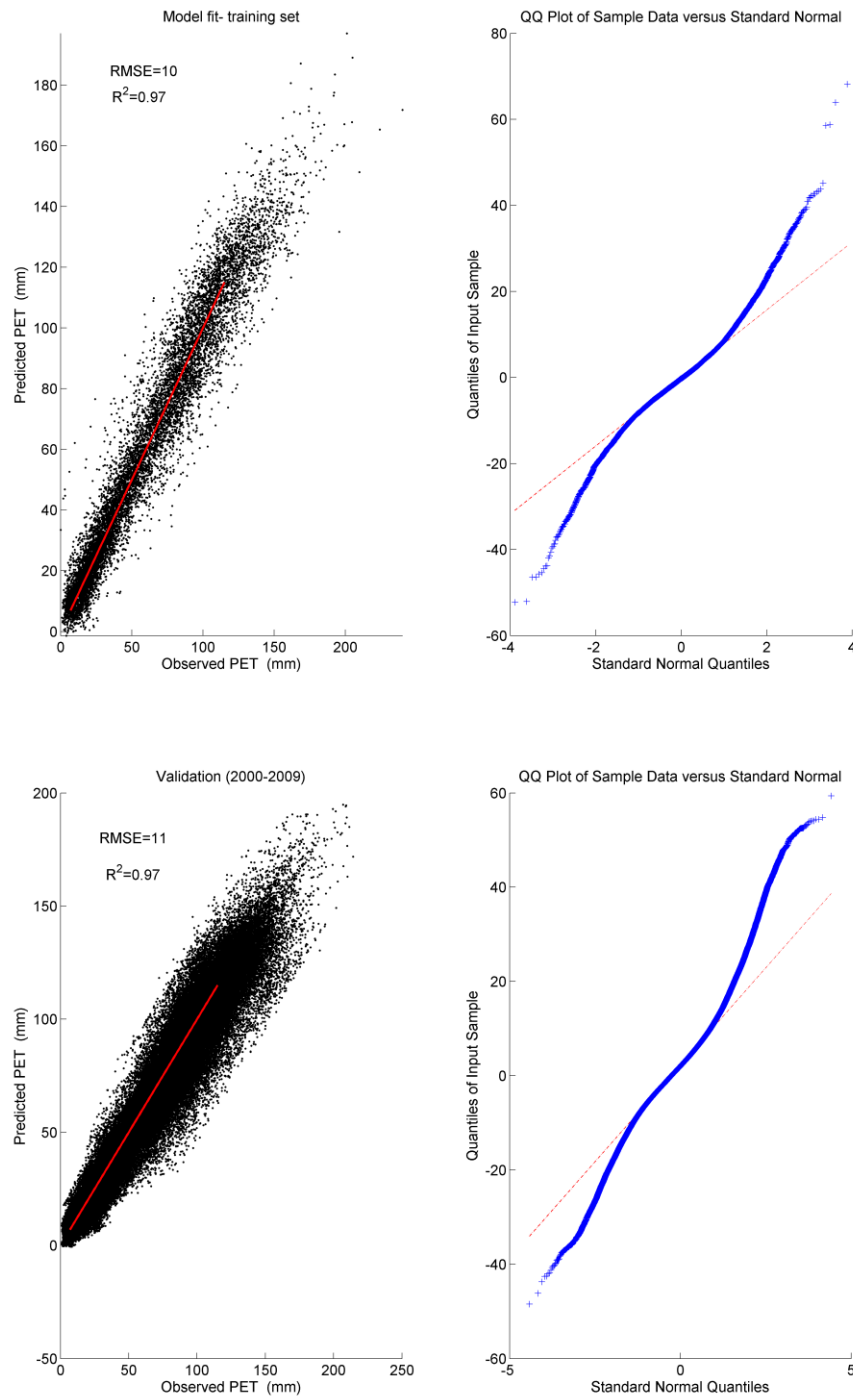 Model fit- training set
RMSE=10
R²=0.97
180
160
140
120
100
80
60
40
20
0
Predicted PET (mm)
0 50 100 150 200
Observed PET (mm)
QQ Plot of Sample Data versus Standard Normal
80
60
40
20
0
-20
-40
-60
Quantiles of Input Sample
-4 -2 0 2 4
Standard Normal Quantiles
Validation (2000-2009)
RMSE=11
R²=0.97
200
150
100
50
0
-50
Predicted PET (mm)
0 50 100 150 200 250
Observed PET (mm)
QQ Plot of Sample Data versus Standard Normal
60
40
20
0
-20
-40
-60
Quantiles of Input Sample
-5 0 5
Standard Normal Quantiles